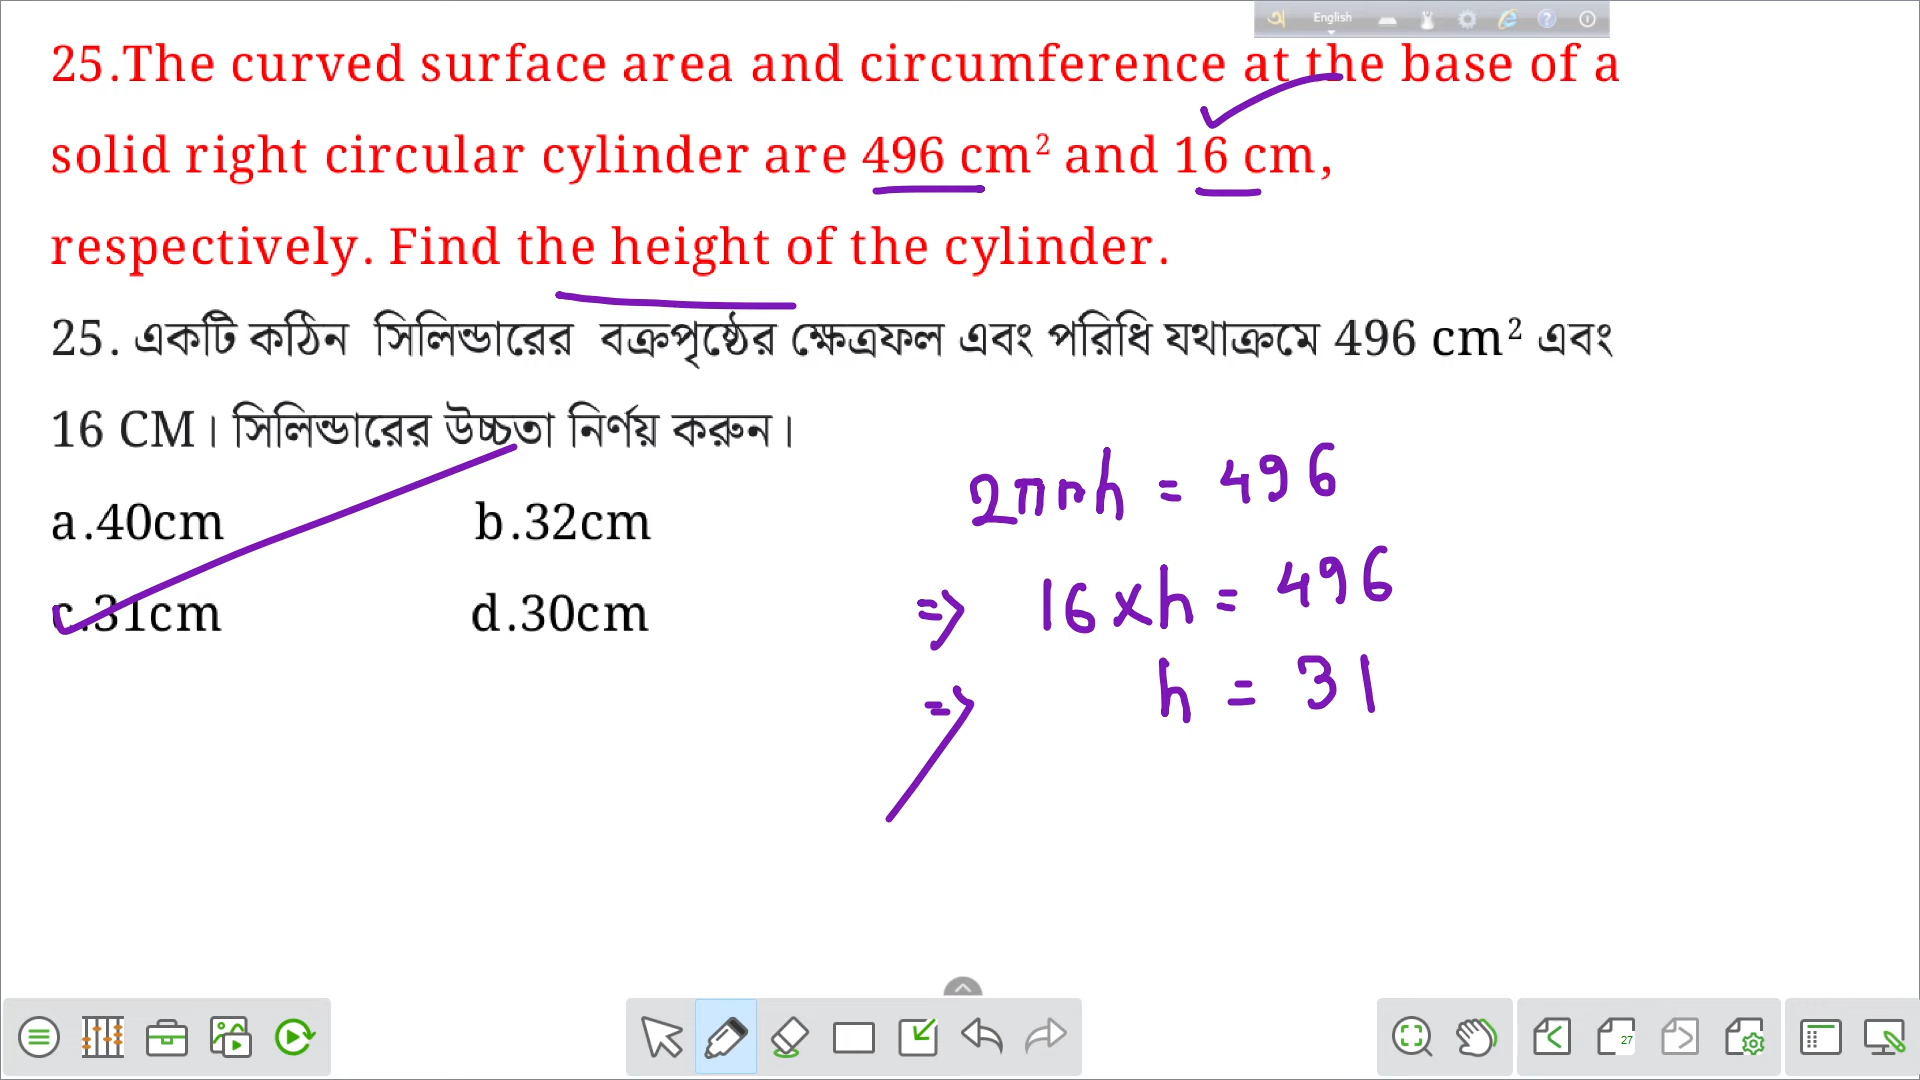 অ English
25.The curved surface area and circumference at the base of a
solid right circular cylinder are 496 cm² and 16 cm,
respectively. Find the height of the cylinder.
25. একটি কঠিন সিলিন্ডারের বক্রপৃষ্ঠের ক্ষেত্রফল এবং পরিধি যথাক্রমে 496 cm² এবং
16 CM। সিলিন্ডারের উচ্চতা নির্ণয় করুন।
a.40cm b.32cm
c.31cm d.30cm
2πrh = 496
=> 16 × h = 496
=> h = 31
27